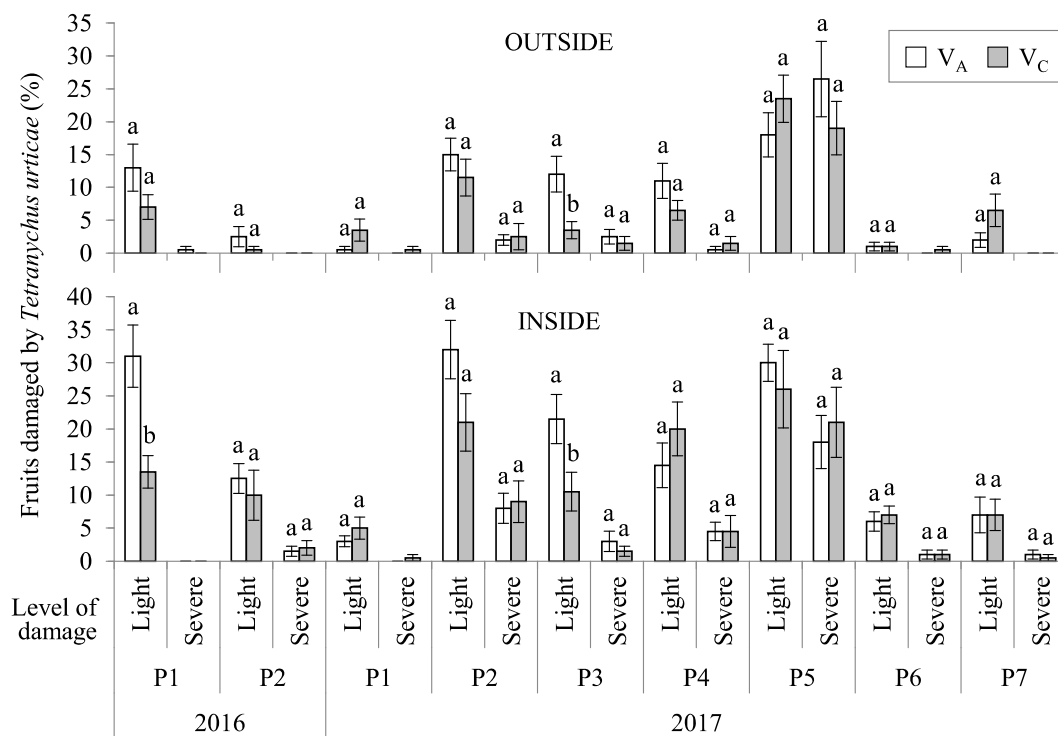 Fruits damaged by Tetranychus urticae (%)
OUTSIDE
V_A V_C
35
30
25
20
15
10
5
0
a a a a a a a a a a a b a a a a a a a a a a a a a a
INSIDE
40
35
30
25
20
15
10
5
0
a b a a a a a a a a a a a b a a a a a a a a a a a a a a a a a a
Level of damage
Light Severe Light Severe Light Severe Light Severe Light Severe Light Severe Light Severe Light Severe Light Severe
P1 P2 P1 P2 P3 P4 P5 P6 P7
2016 2017